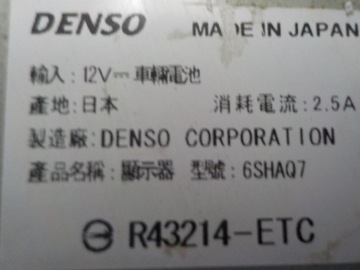 DENSO MADE IN JAPAN
輸入：12V⎓車輛電池
產地：日本 消耗電流：2.5A
製造廠：DENSO CORPORATION
產品名稱：顯示器 型號：6SHAQ7
R43214-ETC